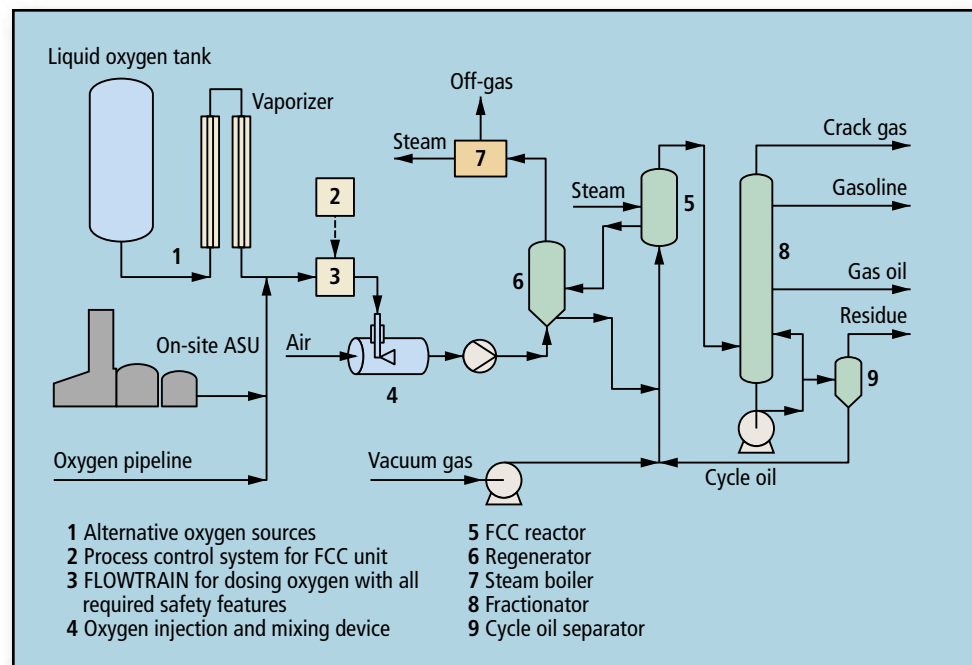 Liquid oxygen tank
Vaporizer
Off-gas
Crack gas
Steam
7
2
Steam
5
Gasoline
1
3
6
8
Gas oil
Residue
On-site ASU
Air
4
9
Oxygen pipeline
Vacuum gas
Cycle oil
1 Alternative oxygen sources
2 Process control system for FCC unit
3 FLOWTRAIN for dosing oxygen with all
required safety features
4 Oxygen injection and mixing device
5 FCC reactor
6 Regenerator
7 Steam boiler
8 Fractionator
9 Cycle oil separator